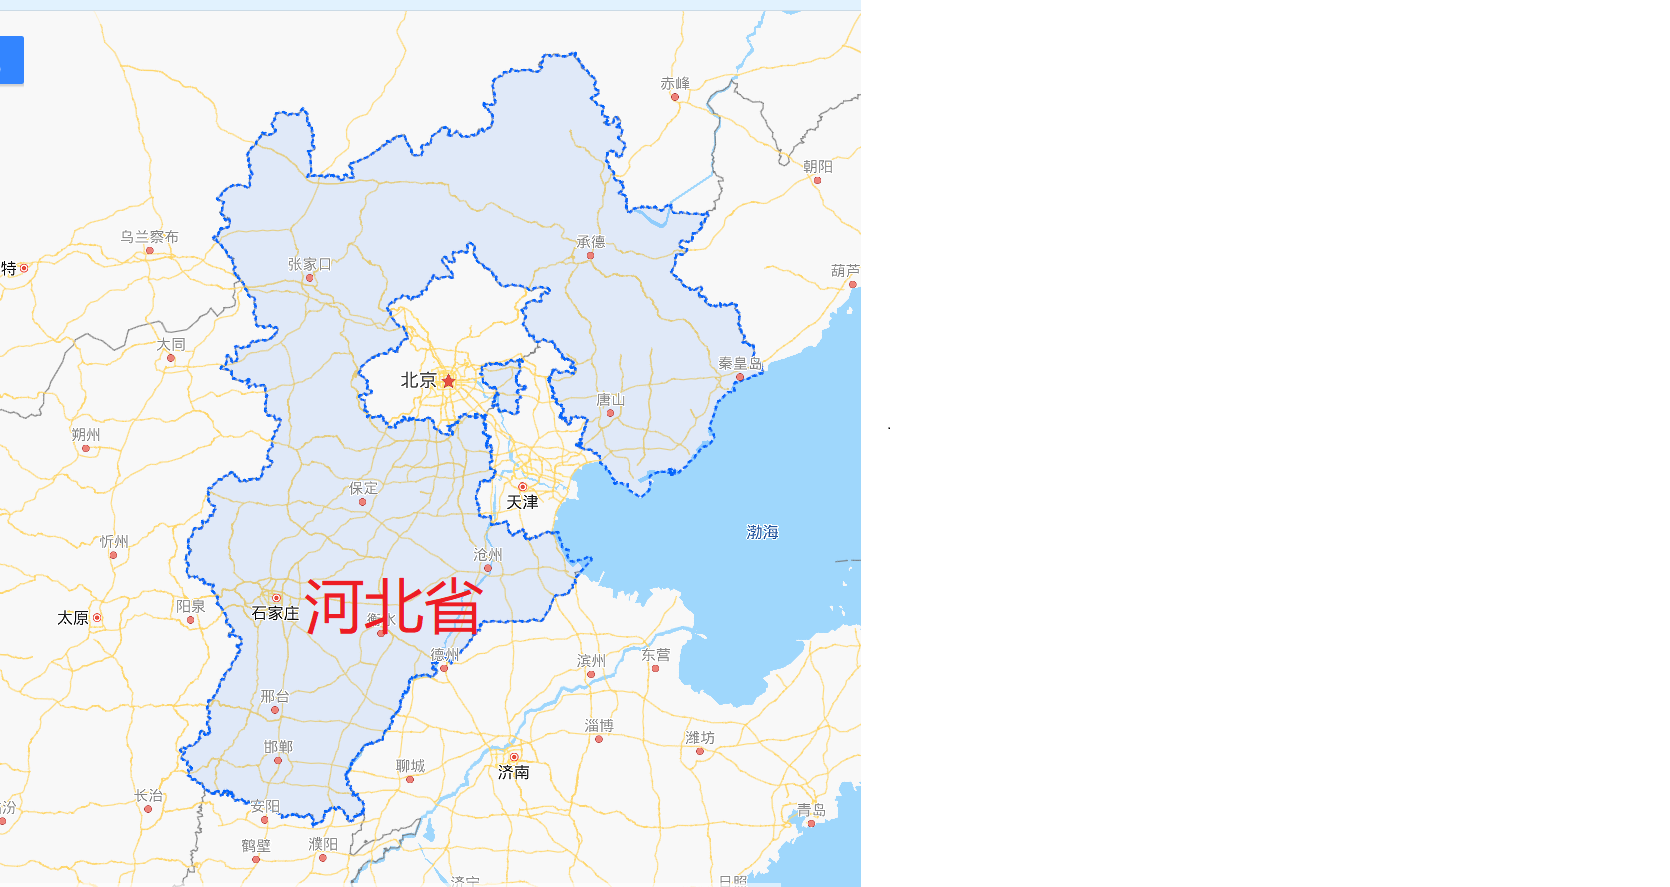 赤峰
朝阳
乌兰察布
承德
张家口
特
葫芦
大同
秦皇岛
北京
唐山
朔州
保定
天津
渤海
忻州
沧州
河北省
阳泉
石家庄
太原
衡水
德州
滨州
东营
邢台
淄博
潍坊
邯郸
聊城
济南
长治
安阳
汾
青岛
鹤壁
濮阳
济宁
日照